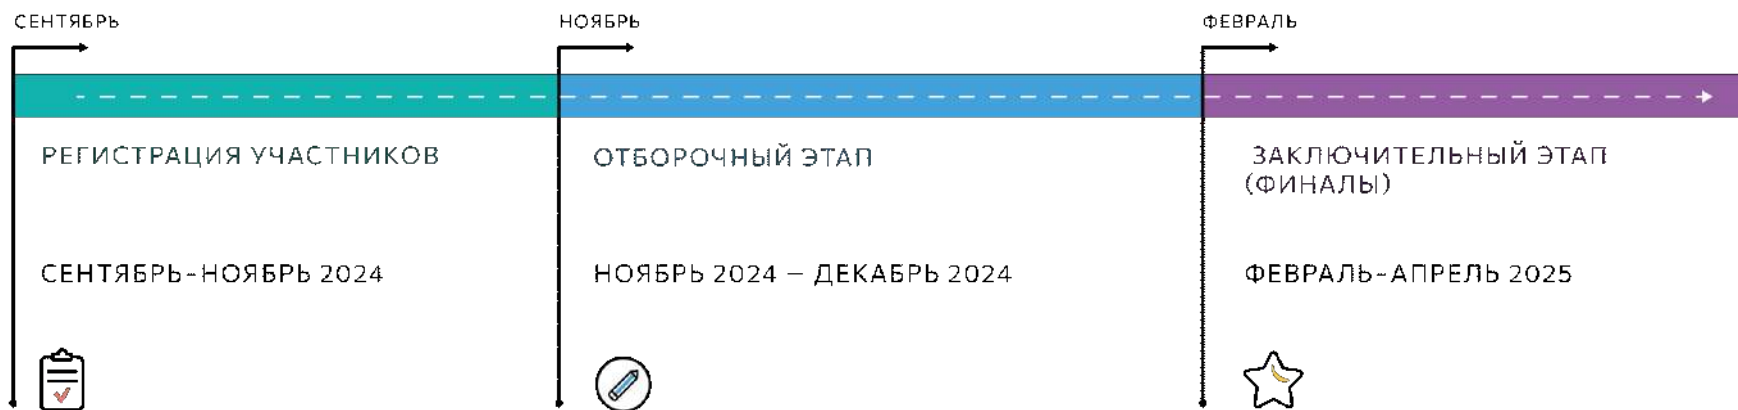 СЕНТЯБРЬ
НОЯБРЬ
ФЕВРАЛЬ
РЕГИСТРАЦИЯ УЧАСТНИКОВ
ОТБОРОЧНЫЙ ЭТАП
ЗАКЛЮЧИТЕЛЬНЫЙ ЭТАП
(ФИНАЛЫ)
СЕНТЯБРЬ-НОЯБРЬ 2024
НОЯБРЬ 2024 – ДЕКАБРЬ 2024
ФЕВРАЛЬ-АПРЕЛЬ 2025